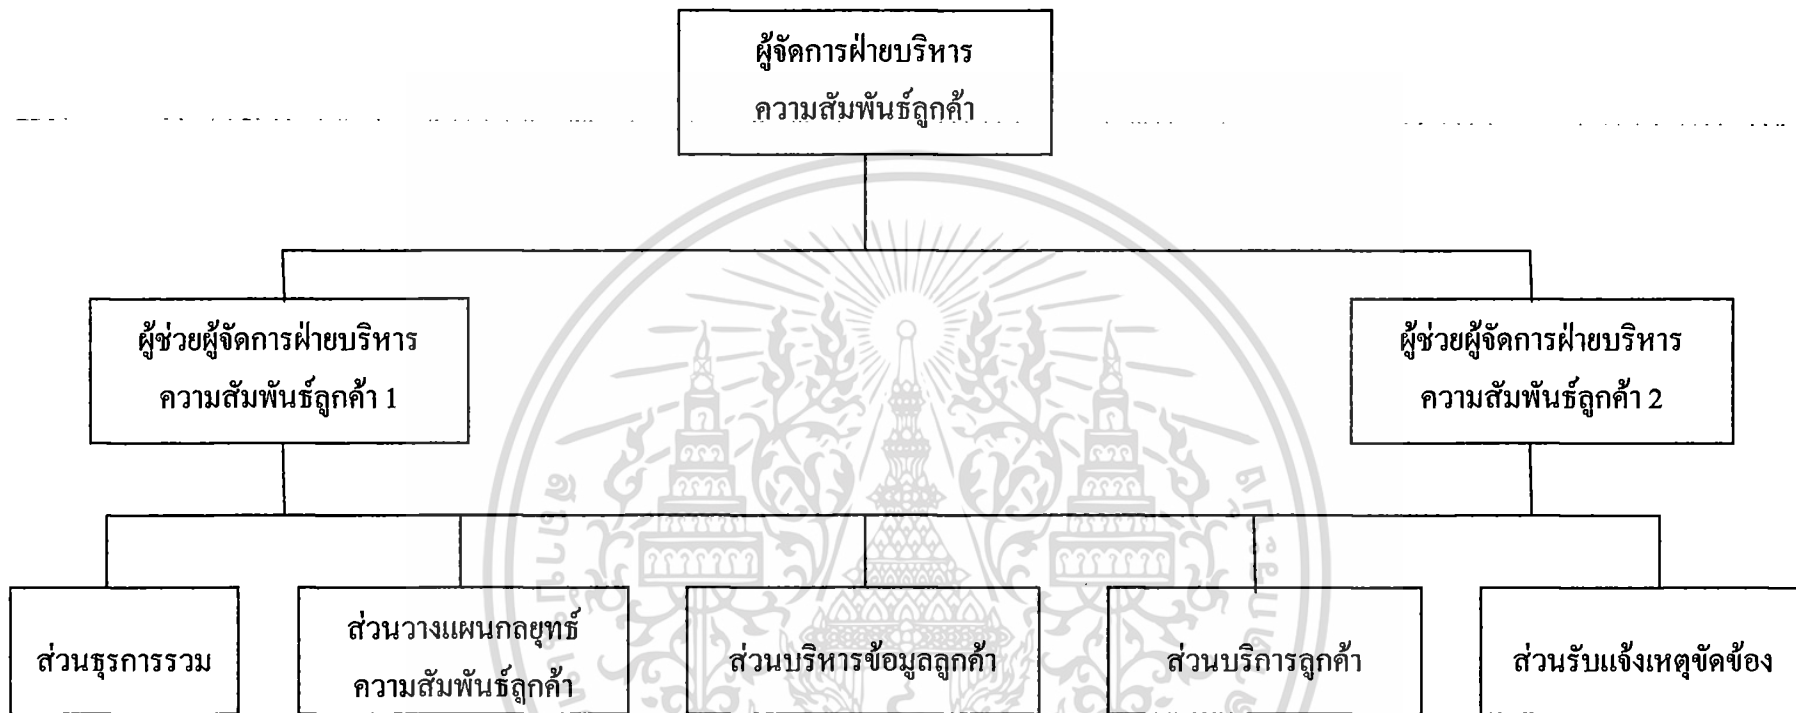 ผู้จัดการฝ่ายบริหาร
ความสัมพันธ์ลูกค้า
ผู้ช่วยผู้จัดการฝ่ายบริหาร
ความสัมพันธ์ลูกค้า 1
ผู้ช่วยผู้จัดการฝ่ายบริหาร
ความสัมพันธ์ลูกค้า 2
ส่วนธุรการรวม
ส่วนวางแผนกลยุทธ์
ความสัมพันธ์ลูกค้า
ส่วนบริหารข้อมูลลูกค้า
ส่วนบริการลูกค้า
ส่วนรับแจ้งเหตุขัดข้อง